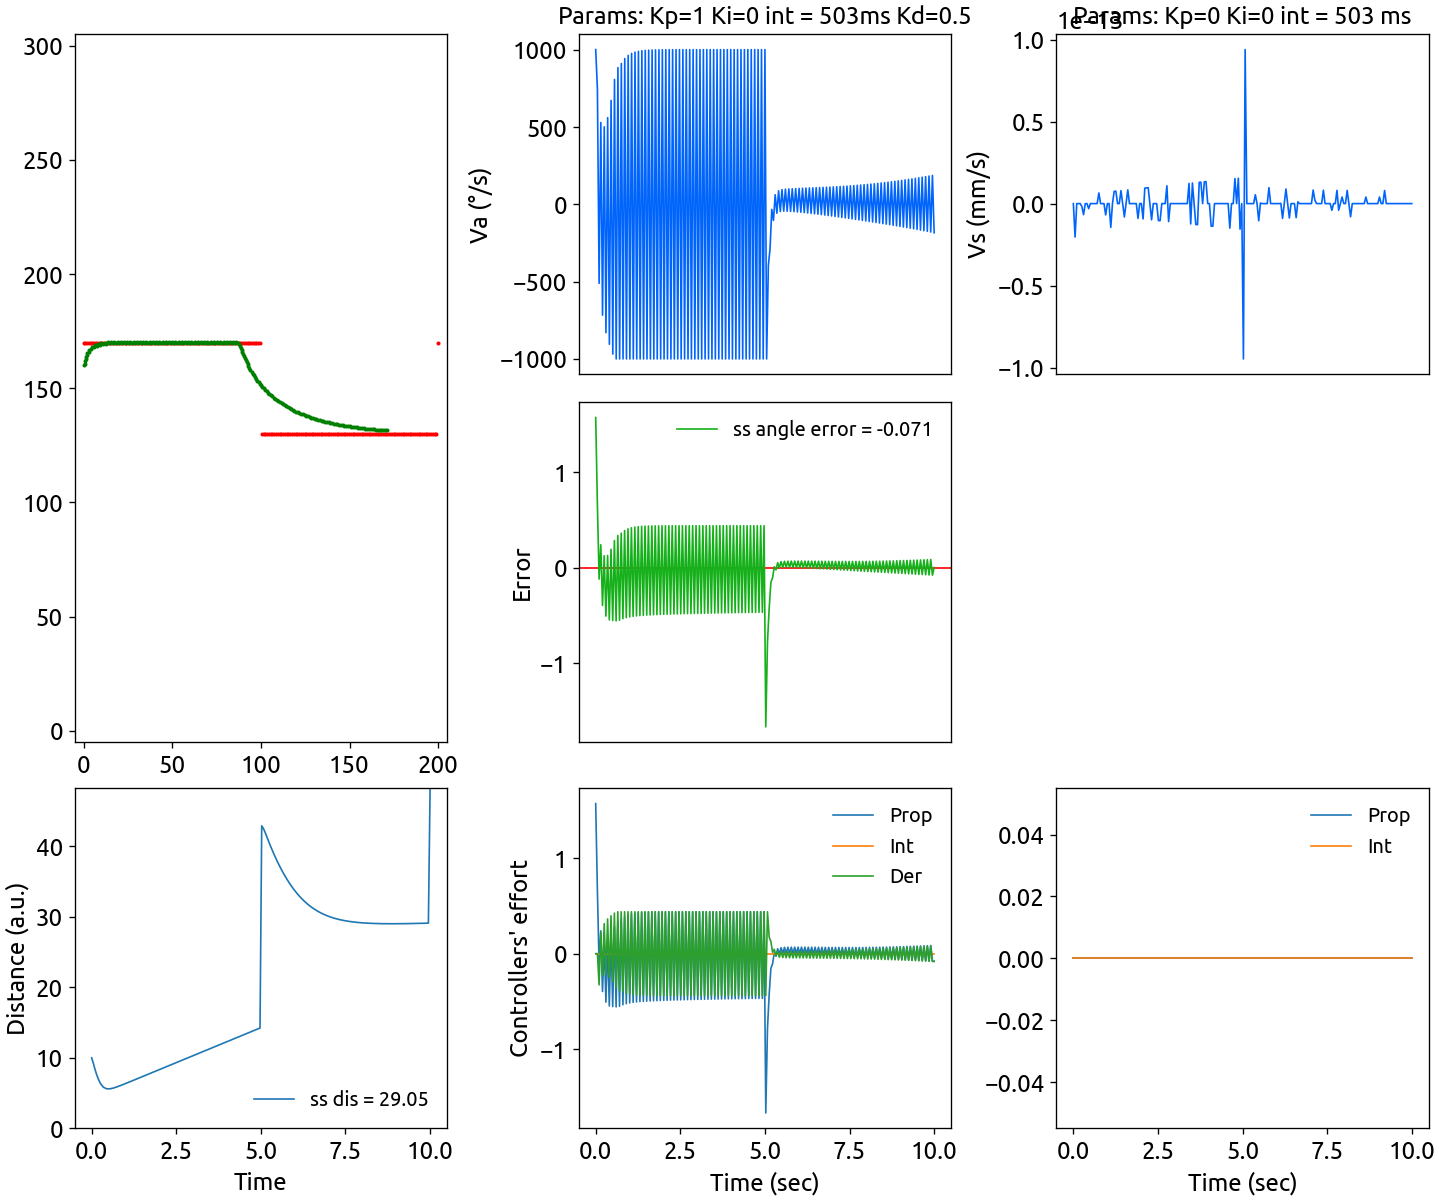 Params: Kp=1 Ki=0 int = 503ms Kd=0.5
Params: Kp=0 Ki=0 int = 503 ms
300
250
200
150
100
50
0
0 50 100 150 200
Va (°/s)
1000
500
0
−500
−1000
Vs (mm/s)
1.0
0.5
0.0
−0.5
−1.0
Error
1
0
−1
ss angle error = -0.071
Distance (a.u.)
40
30
20
10
0
ss dis = 29.05
0.0 2.5 5.0 7.5 10.0
Time
Controllers' effort
1
0
−1
Prop
Int
Der
0.0 2.5 5.0 7.5 10.0
Time (sec)
0.04
0.02
0.00
−0.02
−0.04
Prop
Int
0.0 2.5 5.0 7.5 10.0
Time (sec)